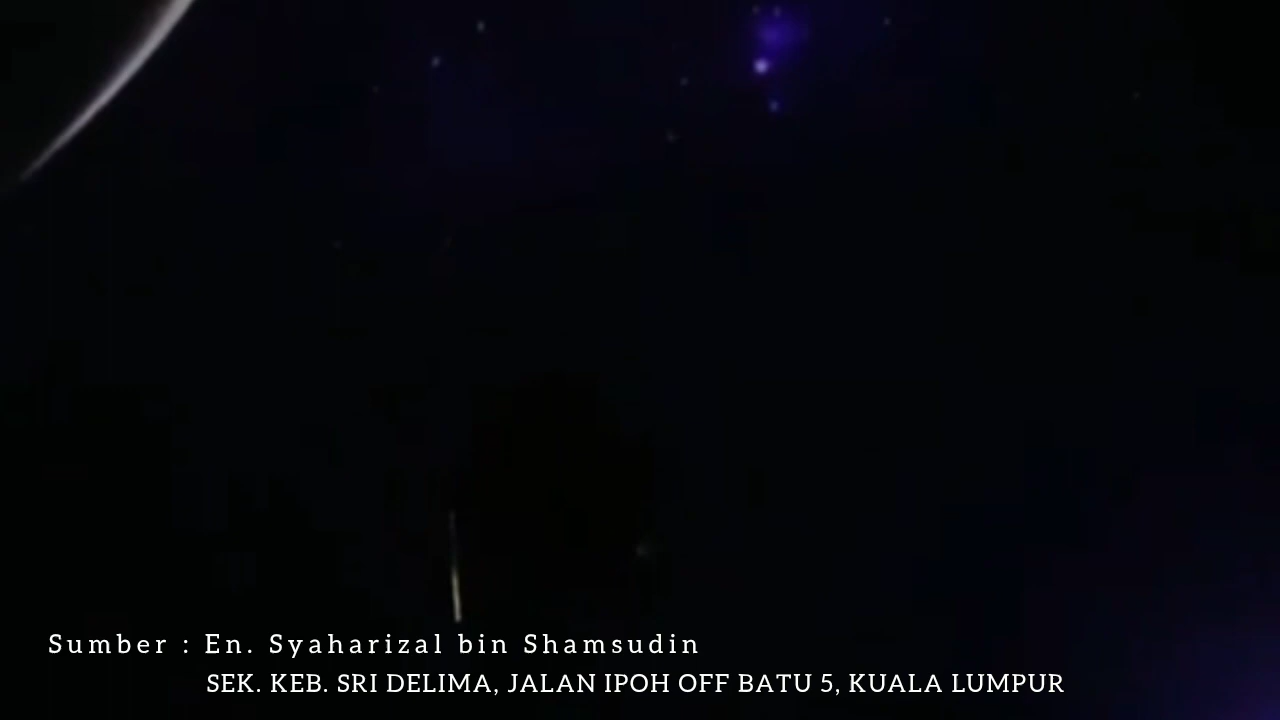 Sumber : En. Syaharizal bin Shamsudin
SEK. KEB. SRI DELIMA, JALAN IPOH OFF BATU 5, KUALA LUMPUR